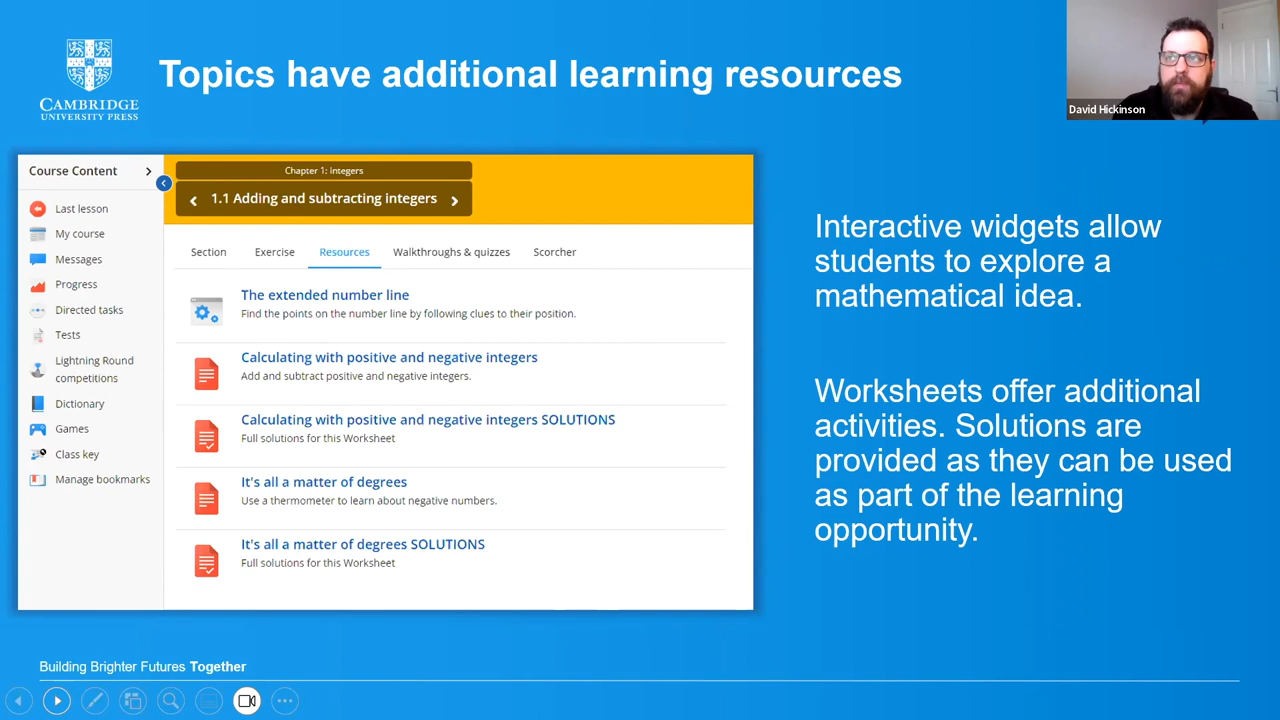 CAMBRIDGE
UNIVERSITY PRESS
Topics have additional learning resources
David Hickinson
Course Content
Last lesson
My course
Messages
Progress
Directed tasks
Tests
Lightning Round
competitions
Dictionary
Games
Class key
Manage bookmarks
Chapter 1: Integers
1.1 Adding and subtracting integers
Section Exercise Resources Walkthroughs & quizzes Scorcher
The extended number line
Find the points on the number line by following clues to their position.
Calculating with positive and negative integers
Add and subtract positive and negative integers.
Calculating with positive and negative integers SOLUTIONS
Full solutions for this Worksheet
It's all a matter of degrees
Use a thermometer to learn about negative numbers.
It's all a matter of degrees SOLUTIONS
Full solutions for this Worksheet
Interactive widgets allow
students to explore a
mathematical idea.
Worksheets offer additional
activities. Solutions are
provided as they can be used
as part of the learning
opportunity.
Building Brighter Futures Together